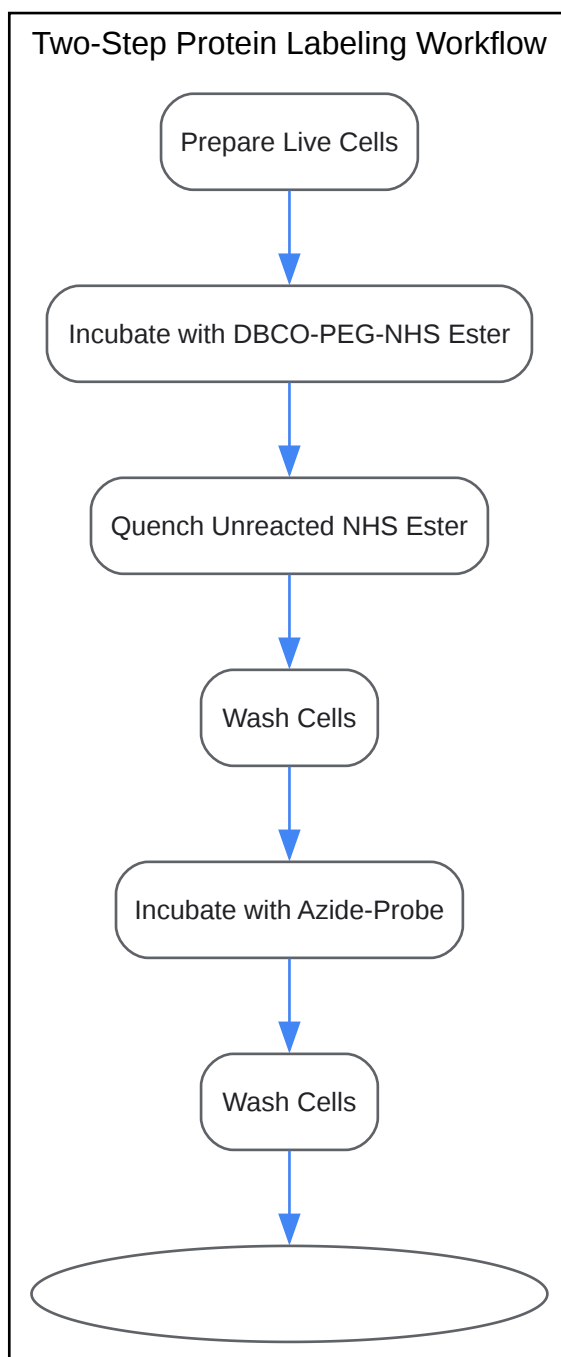 Two-Step Protein Labeling Workflow
Prepare Live Cells
Incubate with DBCO-PEG-NHS Ester
Quench Unreacted NHS Ester
Wash Cells
Incubate with Azide-Probe
Wash Cells